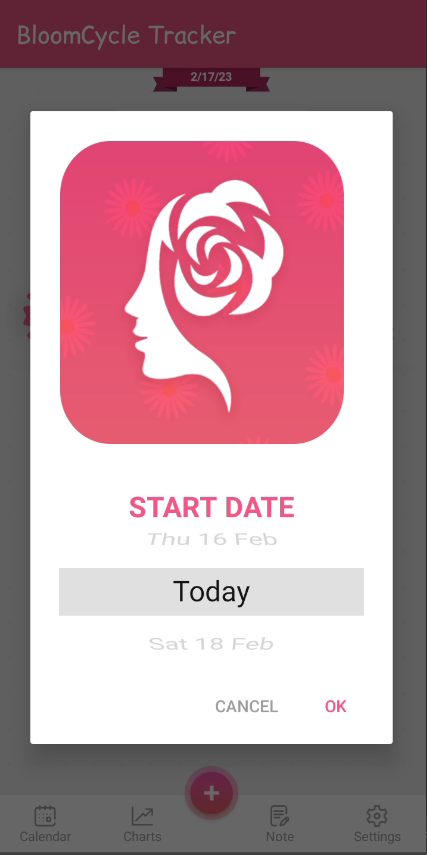 BloomCycle Tracker
2/17/23
START DATE
Thu 16 Feb
Today
Sat 18 Feb
CANCEL OK
+
Calendar Charts Note Settings